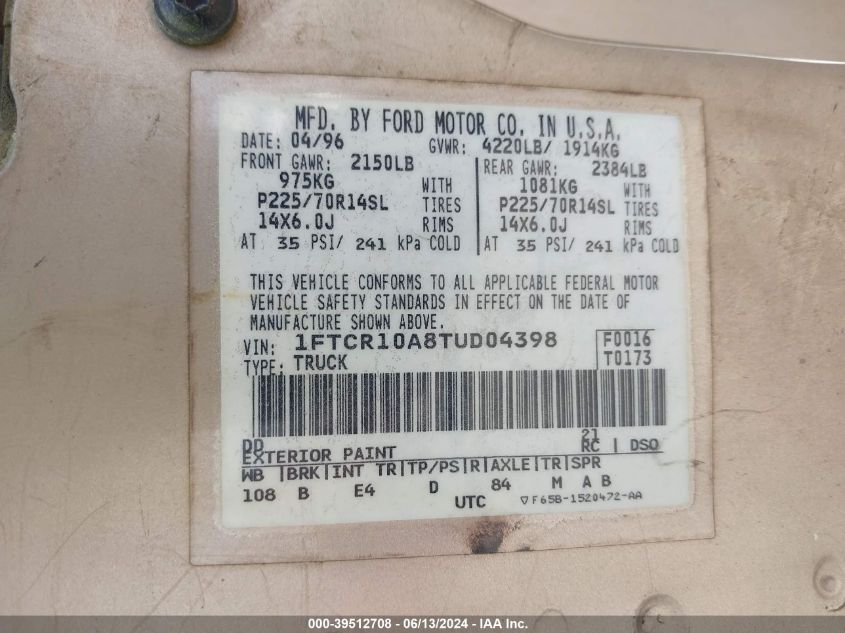 MFD. BY FORD MOTOR CO. IN U.S.A.
DATE: 04/96 GVWR: 4220LB/ 1914KG
FRONT GAWR: 2150LB REAR GAWR: 2384LB
975KG WITH 1081KG WITH
P225/70R14SL TIRES P225/70R14SL TIRES
14X6.0J RIMS 14X6.0J RIMS
AT 35 PSI/ 241 kPa COLD AT 35 PSI/ 241 kPa COLD
THIS VEHICLE CONFORMS TO ALL APPLICABLE FEDERAL MOTOR
VEHICLE SAFETY STANDARDS IN EFFECT ON THE DATE OF
MANUFACTURE SHOWN ABOVE.
VIN: 1FTCR10A8TUD04398 F0016
TYPE: TRUCK T0173
DD 21
EXTERIOR PAINT RC | DSO
WB |BRK|INT TR|TP/PS|R|AXLE|TR|SPR
108 B E4 D 84 M A B
UTC ▽F65B-1520472-AA
000-39512708 - 06/13/2024 - IAA Inc.